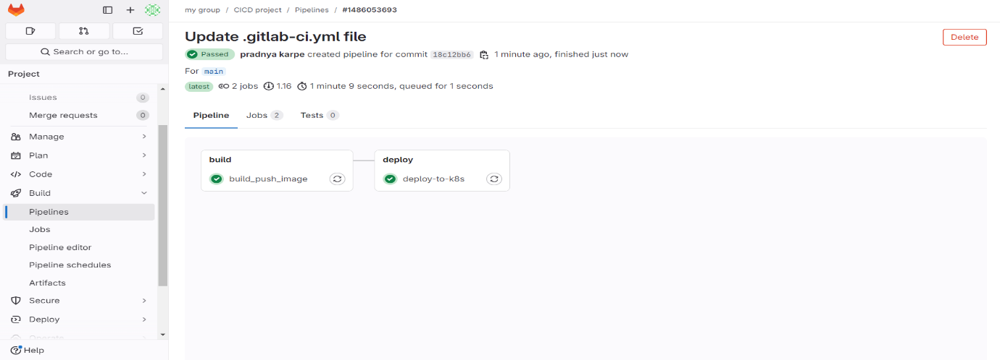 my group / CICD project / Pipelines / #1486053693
Search or go to...
Project
Issues 0
Merge requests 0
Manage
Plan
Code
Build
Pipelines
Jobs
Pipeline editor
Pipeline schedules
Artifacts
Secure
Deploy
Operate
Help
Update .gitlab-ci.yml file
Delete
Passed pradnya karpe created pipeline for commit 18c12bb6 1 minute ago, finished just now
For main
latest 2 jobs 1.16 1 minute 9 seconds, queued for 1 seconds
Pipeline Jobs 2 Tests 0
build
build_push_image
deploy
deploy-to-k8s